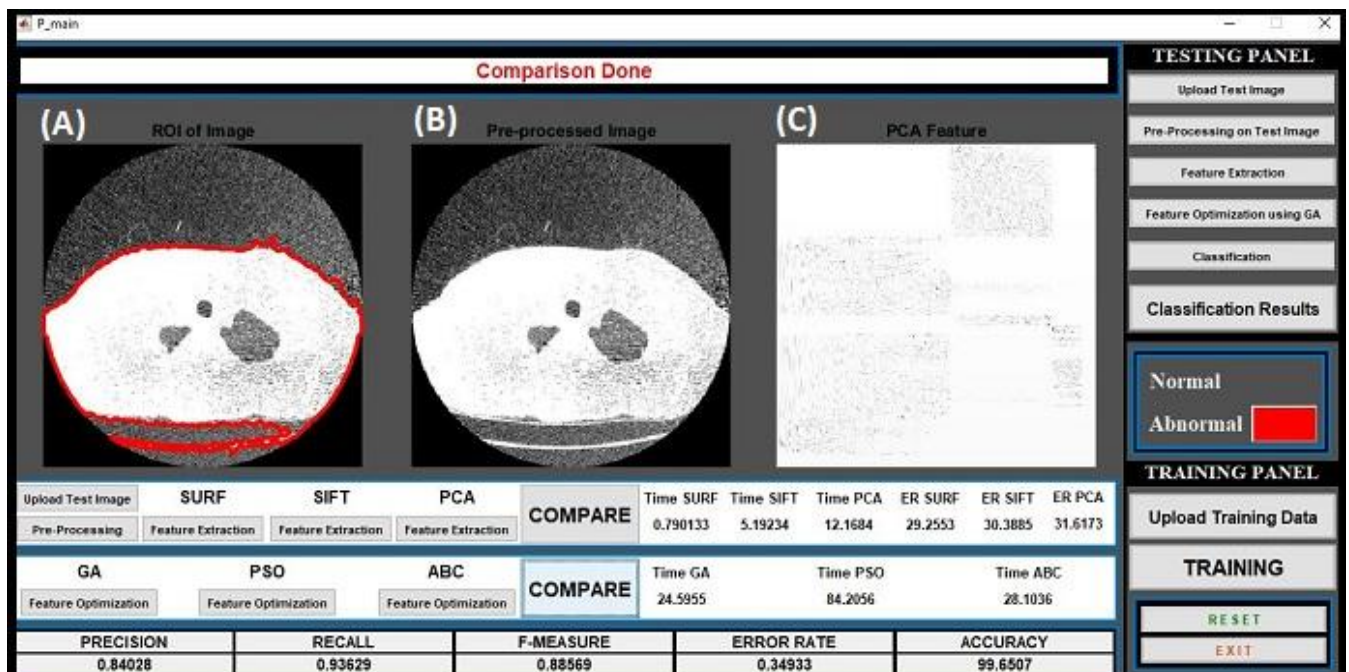 P_main
Comparison Done
(A) (B) (C)
ROI of Image Pre-processed Image PCA Feature
TESTING PANEL
Upload Test Image
Pre-Processing on Test Image
Feature Extraction
Feature Optimization using GA
Classification
Classification Results
Normal
Abnormal
TRAINING PANEL
Upload Training Data
TRAINING
RESET
EXIT
Upload Test Image SURF SIFT PCA
Pre-Processing Feature Extraction Feature Extraction Feature Extraction
COMPARE
Time SURF Time SIFT Time PCA ER SURF ER SIFT ER PCA
0.790133 5.19234 12.1684 29.2553 30.3885 31.6173
GA PSO ABC
Feature Optimization Feature Optimization Feature Optimization
COMPARE
Time GA Time PSO Time ABC
24.5955 84.2056 28.1036
PRECISION RECALL F-MEASURE ERROR RATE ACCURACY
0.84028 0.93629 0.88569 0.34933 99.6507